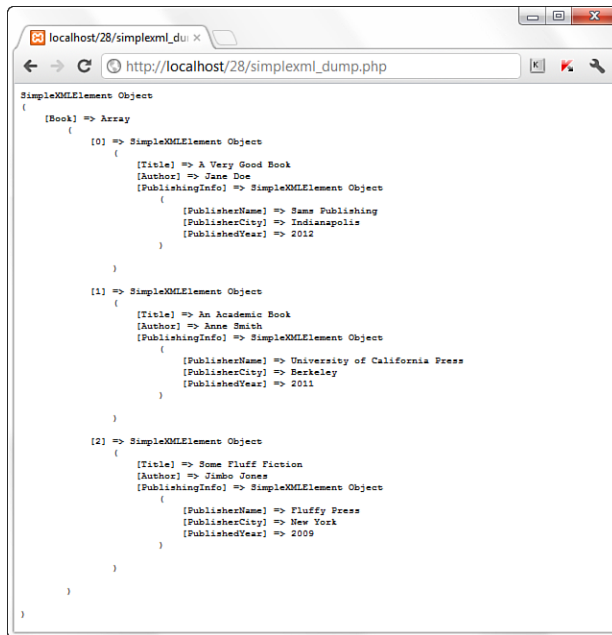 localhost/28/simplexml_du
http://localhost/28/simplexml_dump.php
SimpleXMLElement Object
(
[Book] => Array
(
[0] => SimpleXMLElement Object
(
[Title] => A Very Good Book
[Author] => Jane Doe
[PublishingInfo] => SimpleXMLElement Object
(
[PublisherName] => Sams Publishing
[PublisherCity] => Indianapolis
[PublishedYear] => 2012
)
)
[1] => SimpleXMLElement Object
(
[Title] => An Academic Book
[Author] => Anne Smith
[PublishingInfo] => SimpleXMLElement Object
(
[PublisherName] => University of California Press
[PublisherCity] => Berkeley
[PublishedYear] => 2011
)
)
[2] => SimpleXMLElement Object
(
[Title] => Some Fluff Fiction
[Author] => Jimbo Jones
[PublishingInfo] => SimpleXMLElement Object
(
[PublisherName] => Fluffy Press
[PublisherCity] => New York
[PublishedYear] => 2009
)
)
)
)